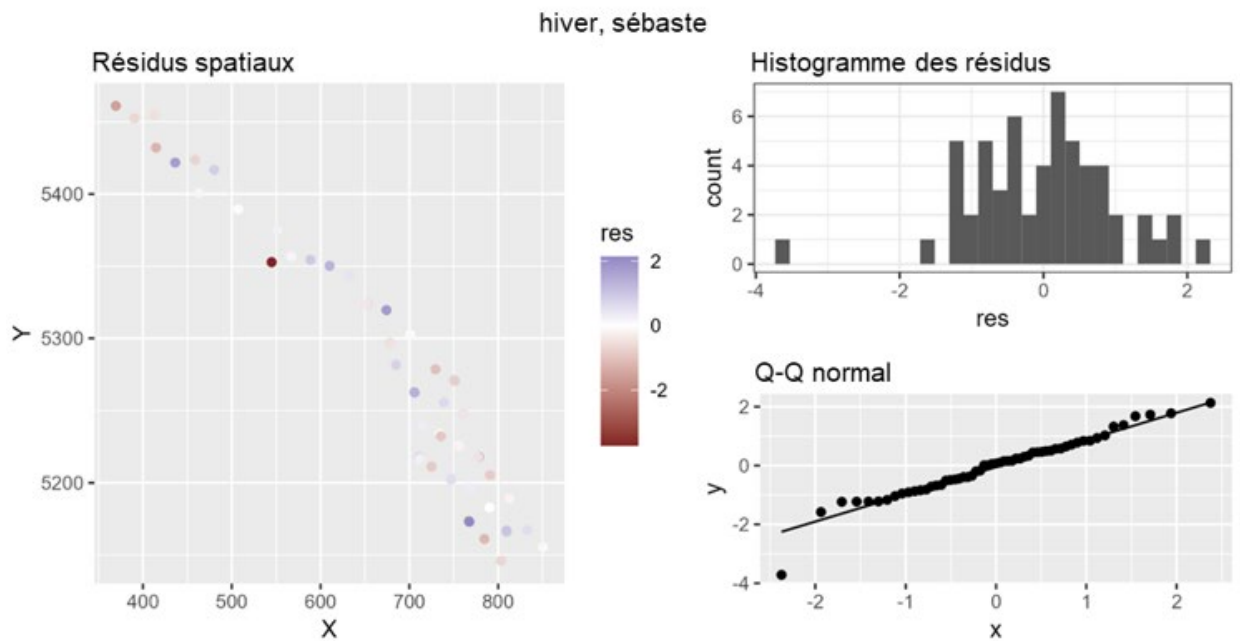 hiver, sébaste
Résidus spatiaux
Y
5400
5300
5200
400 500 600 700 800
X
res
2
0
-2
Histogramme des résidus
count
6
4
2
0
-4 -2 0 2
res
Q-Q normal
y
2
0
-2
-4
-2 -1 0 1 2
x